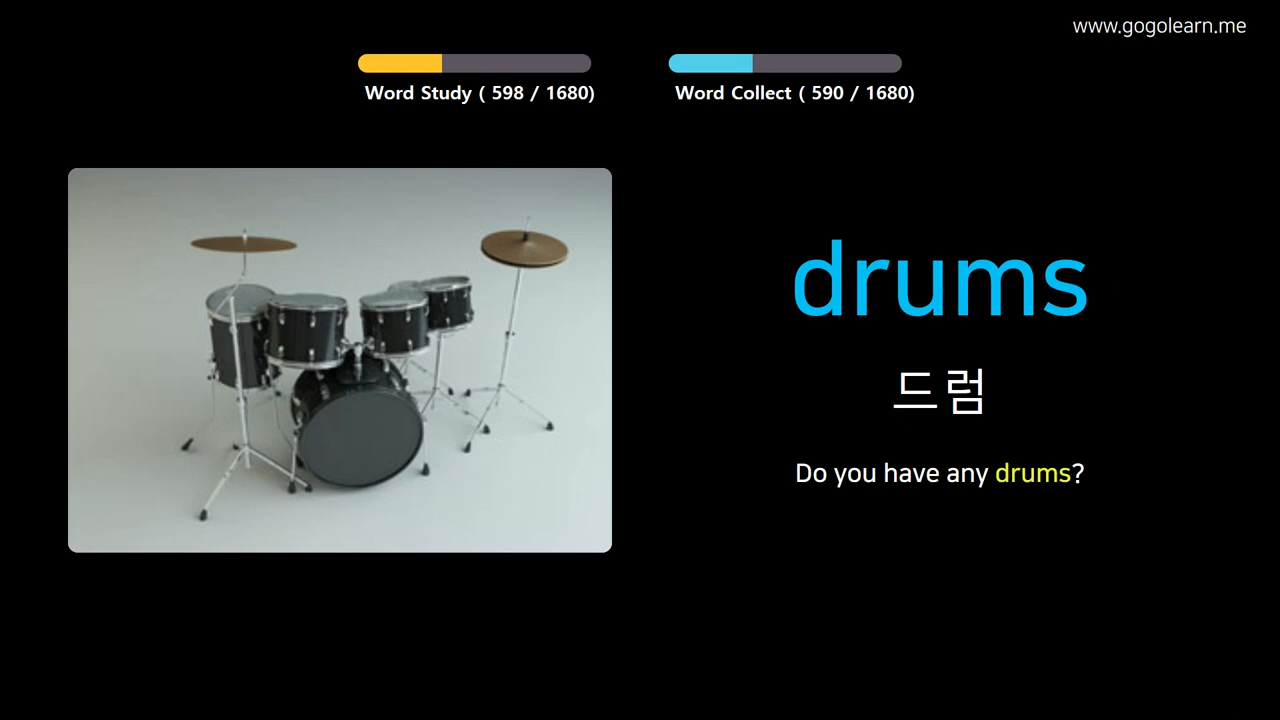 www.gogolearn.me
Word Study ( 598 / 1680)
Word Collect ( 590 / 1680)
drums
드럼
Do you have any drums?